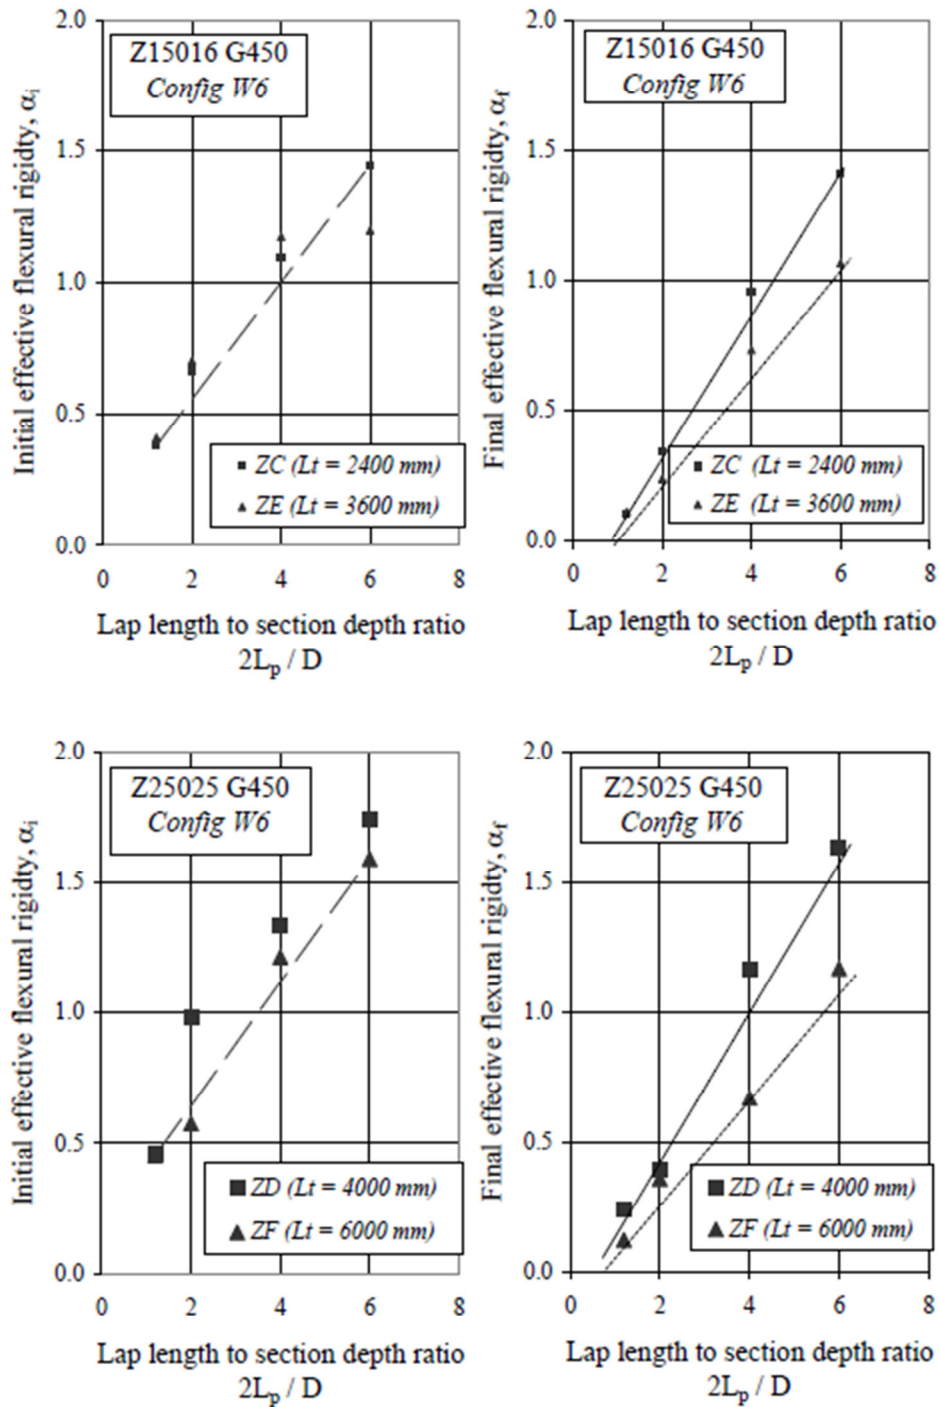 Z15016 G450
Config W6
Initial effective flexural rigidty, αi
2.0
1.5
1.0
0.5
0.0
0 2 4 6 8
ZC (Lt = 2400 mm)
ZE (Lt = 3600 mm)
Lap length to section depth ratio
2Lp / D
Z15016 G450
Config W6
Final effective flexural rigidty, αf
2.0
1.5
1.0
0.5
0.0
0 2 4 6 8
ZC (Lt = 2400 mm)
ZE (Lt = 3600 mm)
Lap length to section depth ratio
2Lp / D
Z25025 G450
Config W6
Initial effective flexural rigidty, αi
2.0
1.5
1.0
0.5
0.0
0 2 4 6 8
ZD (Lt = 4000 mm)
ZF (Lt = 6000 mm)
Lap length to section depth ratio
2Lp / D
Z25025 G450
Config W6
Final effective flexural rigidty, αf
2.0
1.5
1.0
0.5
0.0
0 2 4 6 8
ZD (Lt = 4000 mm)
ZF (Lt = 6000 mm)
Lap length to section depth ratio
2Lp / D